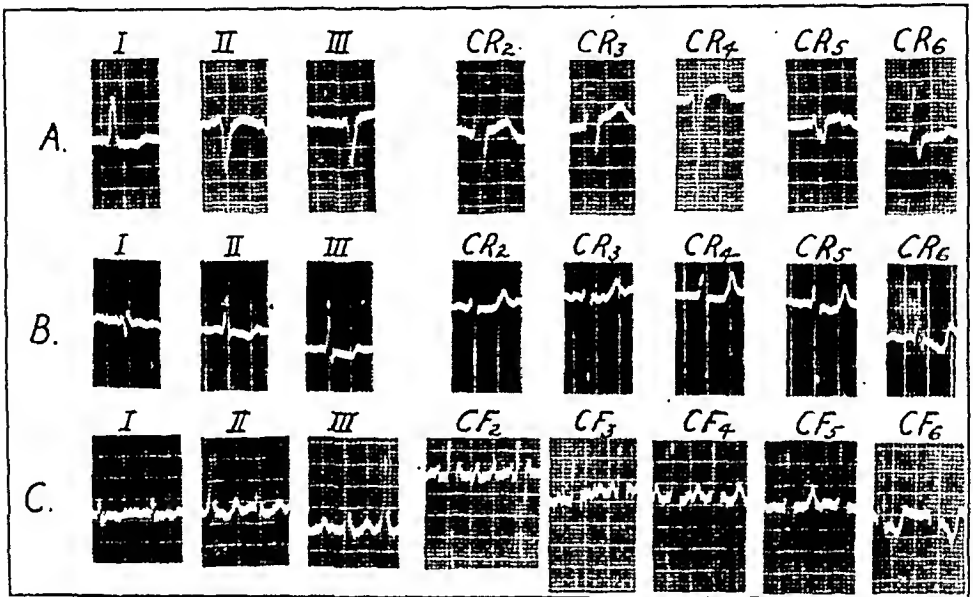 I II III CR2. CR3 CR4 CR5 CR6
A.
I II III CR2 CR3 CR4 CR5 CR6
B.
I II III CF2 CF3 CF4 CF5 CF6
C.